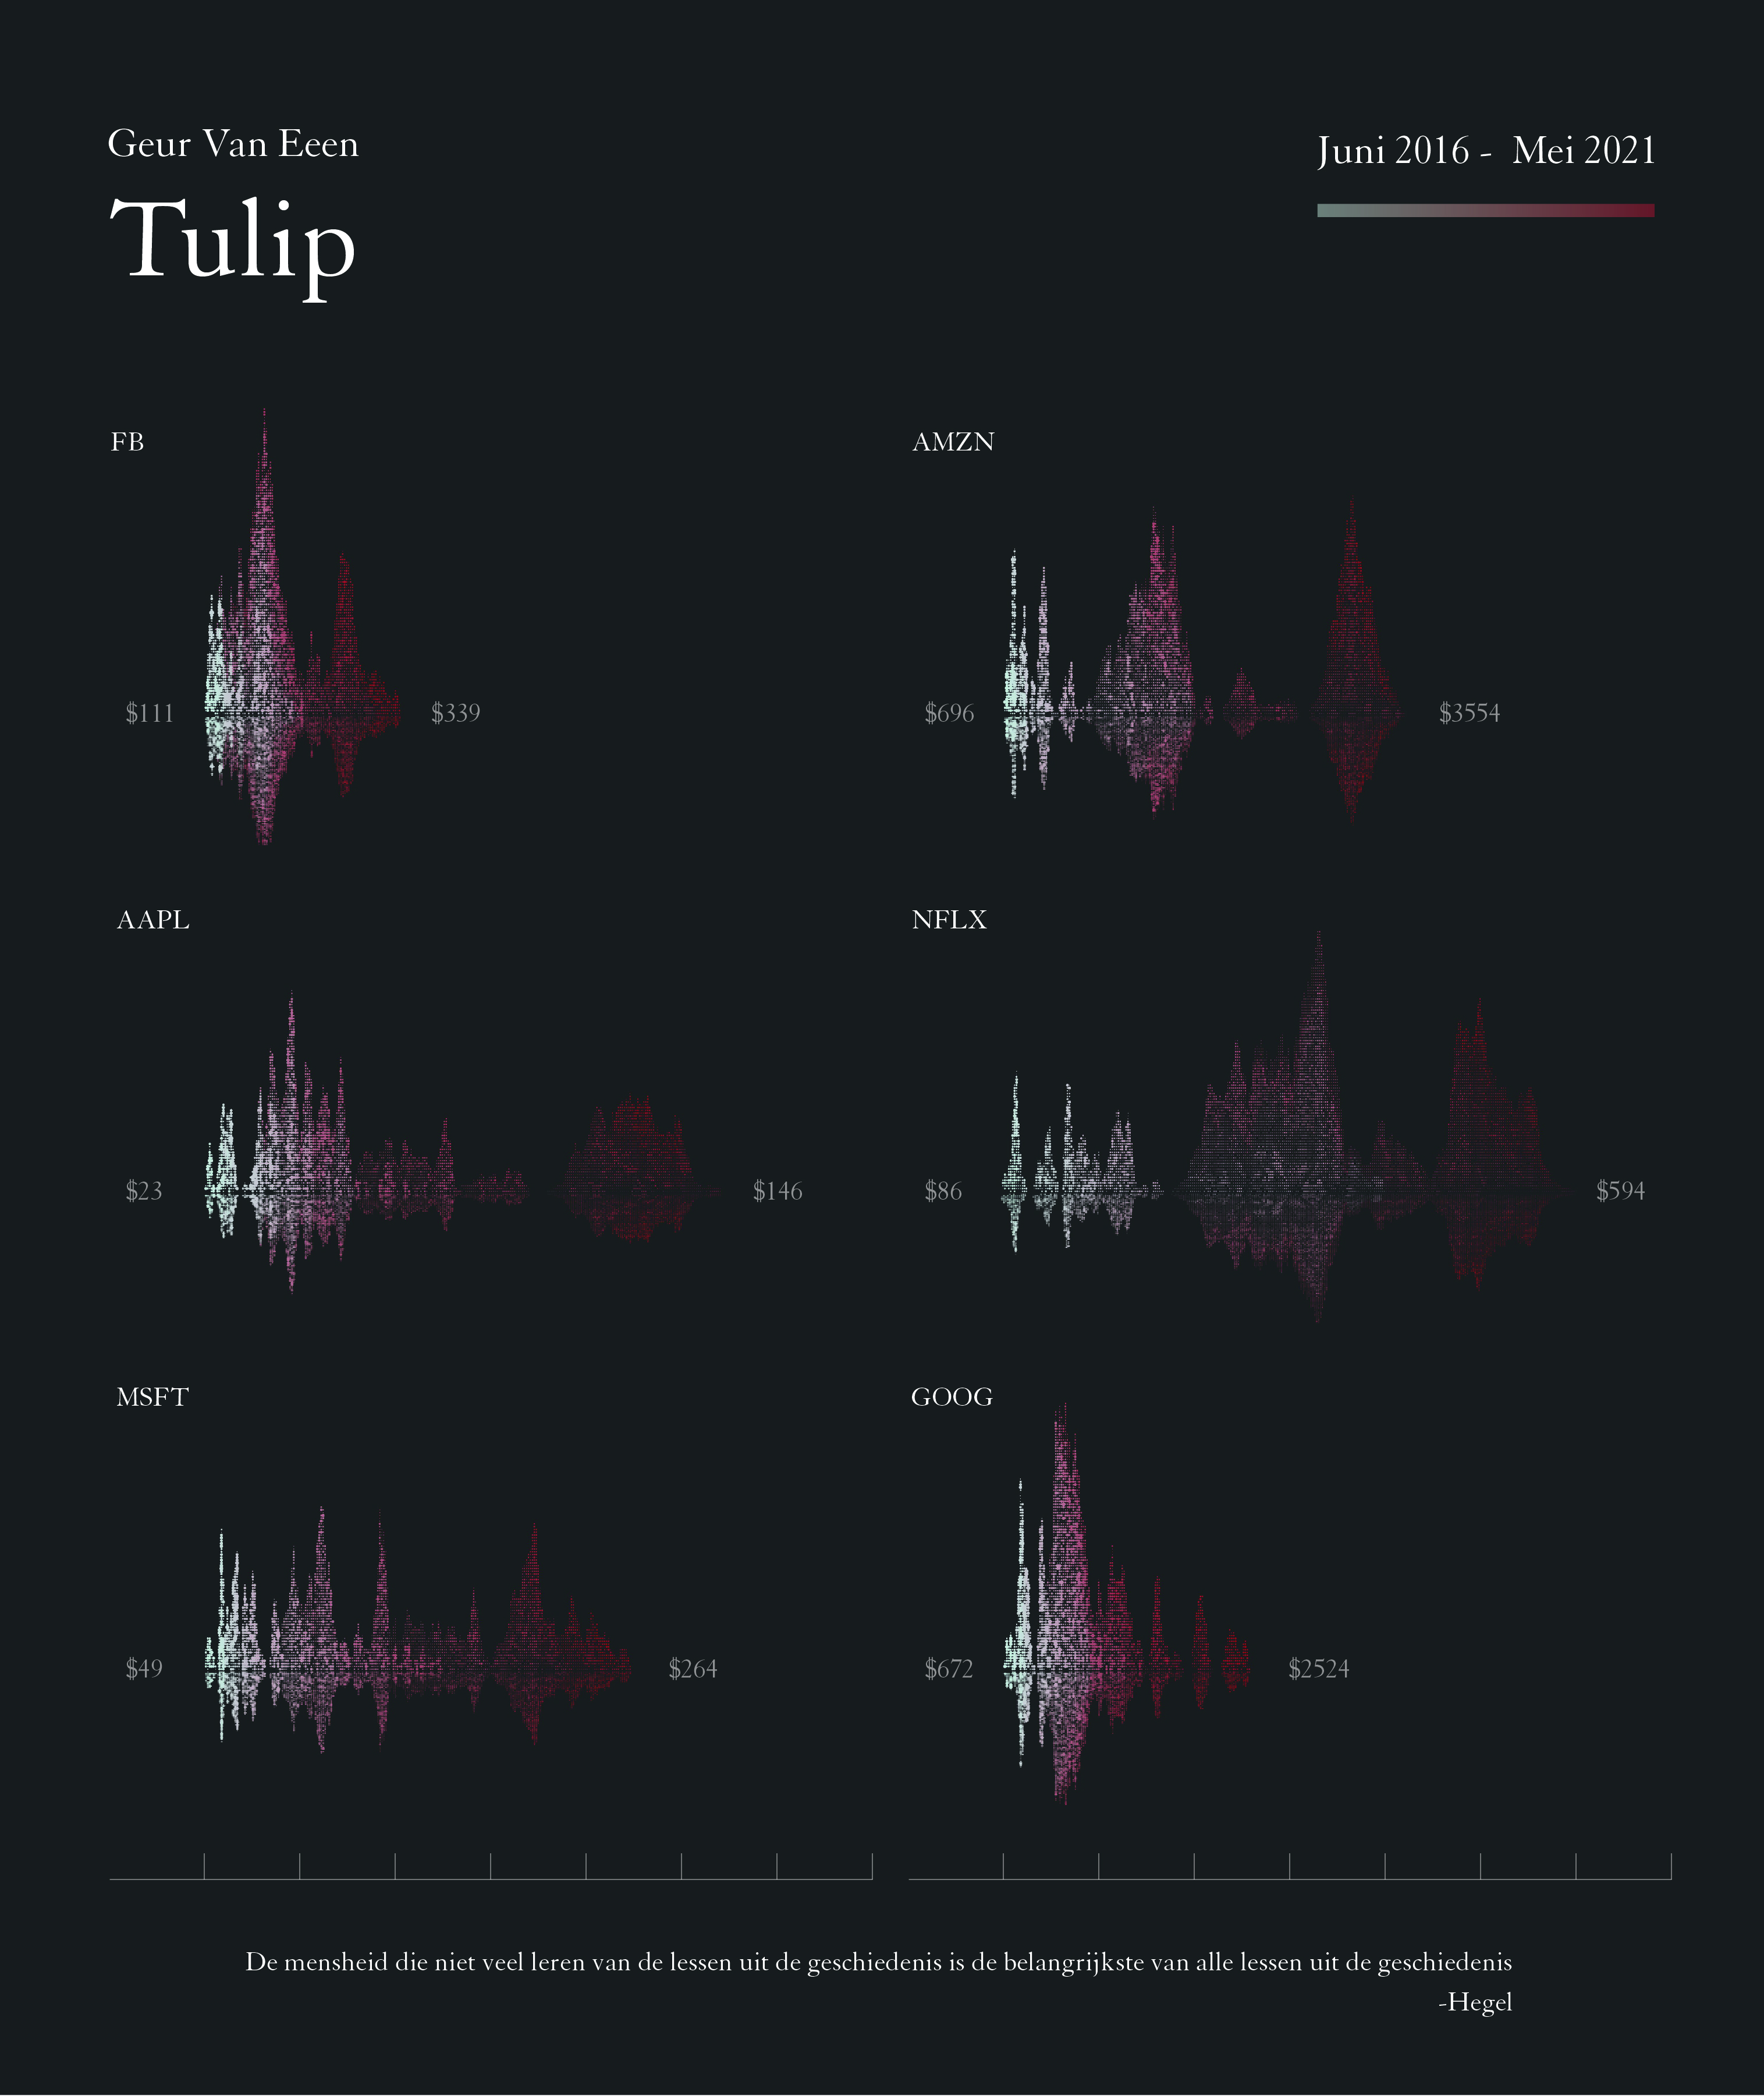 Geur Van Eeen
Tulip
Juni 2016 - Mei 2021
FB
$111
$339
AMZN
$696
$3554
AAPL
$23
$146
NFLX
$86
$594
MSFT
$49
$264
GOOG
$672
$2524
De mensheid die niet veel leren van de lessen uit de geschiedenis is de belangrijkste van alle lessen uit de geschiedenis
-Hegel